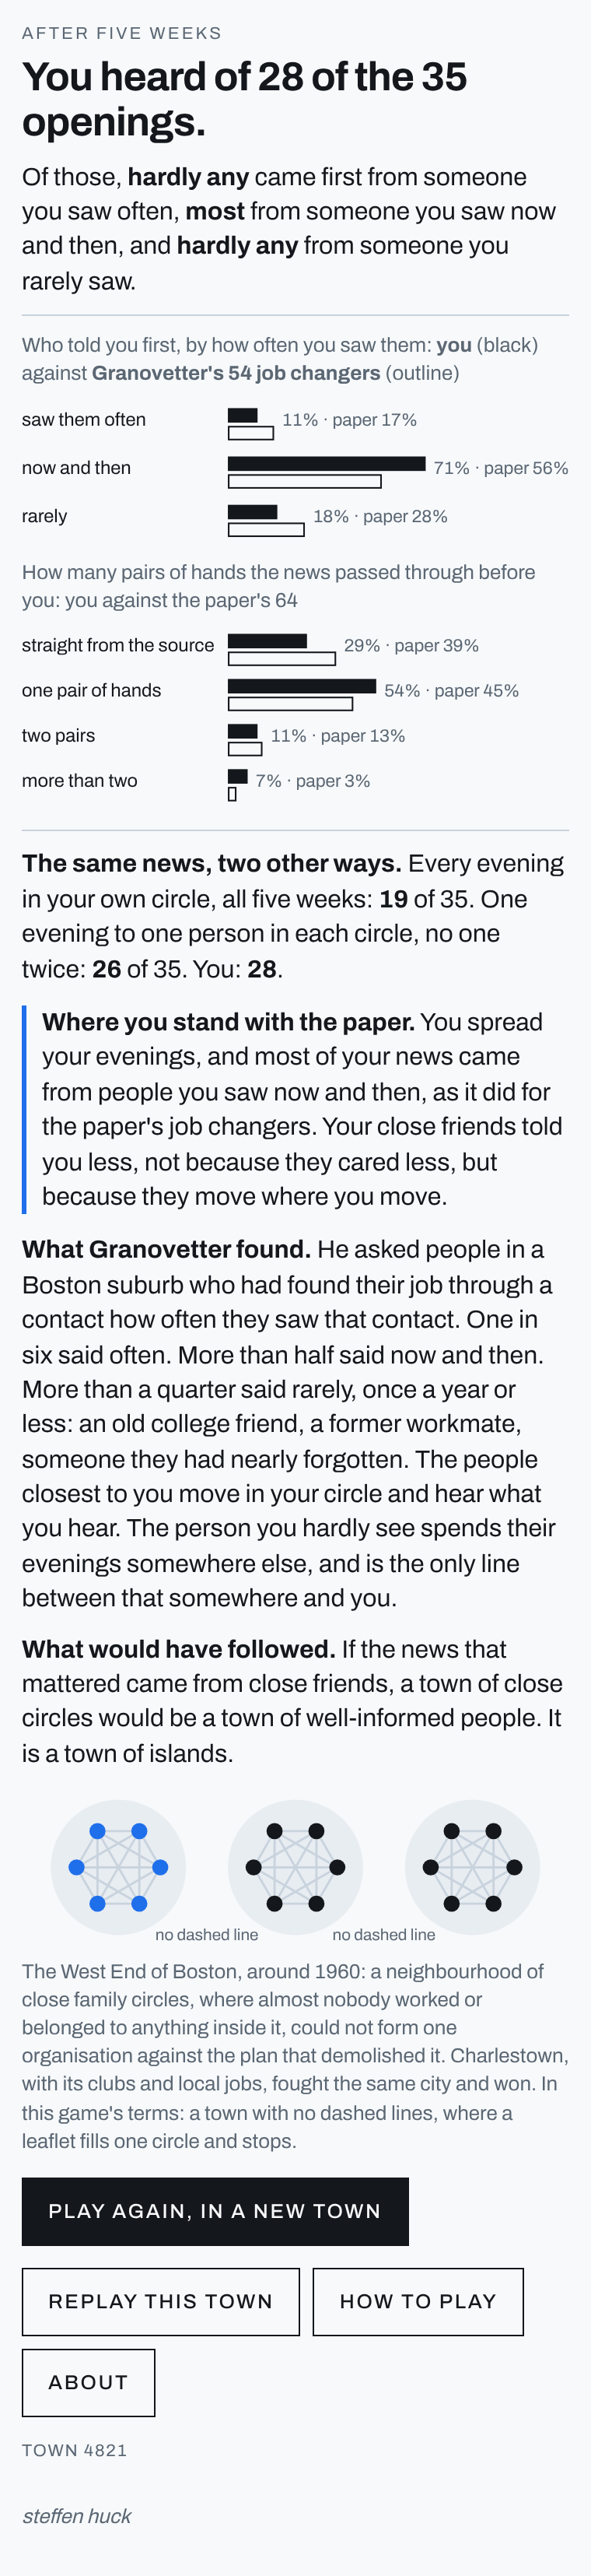 AFTER FIVE WEEKS
You heard of 28 of the 35
openings.
Of those, hardly any came first from someone
you saw often, most from someone you saw now
and then, and hardly any from someone you
rarely saw.
Who told you first, by how often you saw them: you (black)
against Granovetter's 54 job changers (outline)
saw them often 11% · paper 17%
now and then 71% · paper 56%
rarely 18% · paper 28%
How many pairs of hands the news passed through before
you: you against the paper's 64
straight from the source 29% · paper 39%
one pair of hands 54% · paper 45%
two pairs 11% · paper 13%
more than two 7% · paper 3%
The same news, two other ways. Every evening
in your own circle, all five weeks: 19 of 35. One
evening to one person in each circle, no one
twice: 26 of 35. You: 28.
Where you stand with the paper. You spread
your evenings, and most of your news came
from people you saw now and then, as it did for
the paper's job changers. Your close friends told
you less, not because they cared less, but
because they move where you move.
What Granovetter found. He asked people in a
Boston suburb who had found their job through a
contact how often they saw that contact. One in
six said often. More than half said now and then.
More than a quarter said rarely, once a year or
less: an old college friend, a former workmate,
someone they had nearly forgotten. The people
closest to you move in your circle and hear what
you hear. The person you hardly see spends their
evenings somewhere else, and is the only line
between that somewhere and you.
What would have followed. If the news that
mattered came from close friends, a town of close
circles would be a town of well-informed people. It
is a town of islands.
no dashed line no dashed line
The West End of Boston, around 1960: a neighbourhood of
close family circles, where almost nobody worked or
belonged to anything inside it, could not form one
organisation against the plan that demolished it. Charlestown,
with its clubs and local jobs, fought the same city and won. In
this game's terms: a town with no dashed lines, where a
leaflet fills one circle and stops.
PLAY AGAIN, IN A NEW TOWN
REPLAY THIS TOWN HOW TO PLAY
ABOUT
TOWN 4821
steffen huck